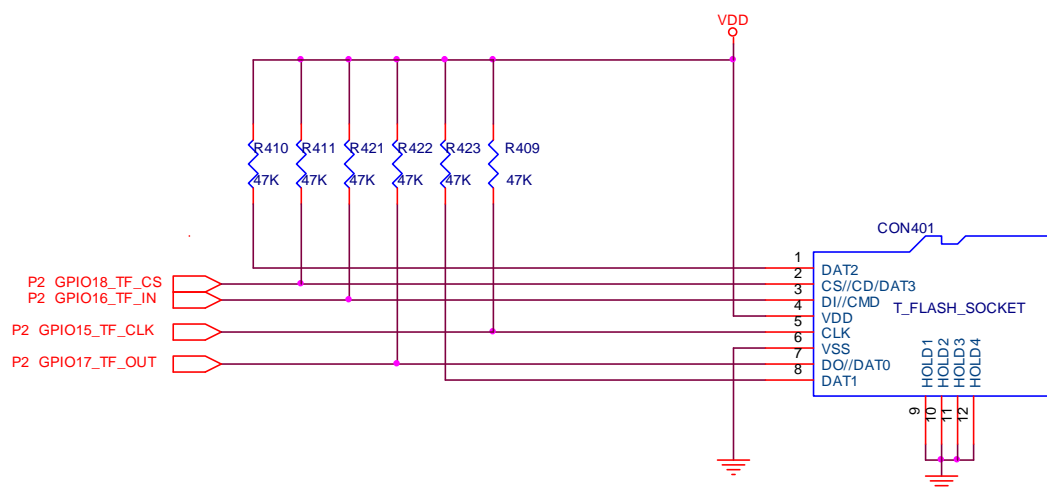 VDD
R410 R411 R421 R422 R423 R409
47K 47K 47K 47K 47K 47K
CON401
P2 GPIO18_TF_CS
P2 GPIO16_TF_IN
P2 GPIO15_TF_CLK
P2 GPIO17_TF_OUT
1 DAT2
2 CS//CD/DAT3
3 DI//CMD
4 VDD
5 CLK
6 VSS
7 DO//DAT0
8 DAT1
T_FLASH_SOCKET
HOLD1
HOLD2
HOLD3
HOLD4
9
10
11
12